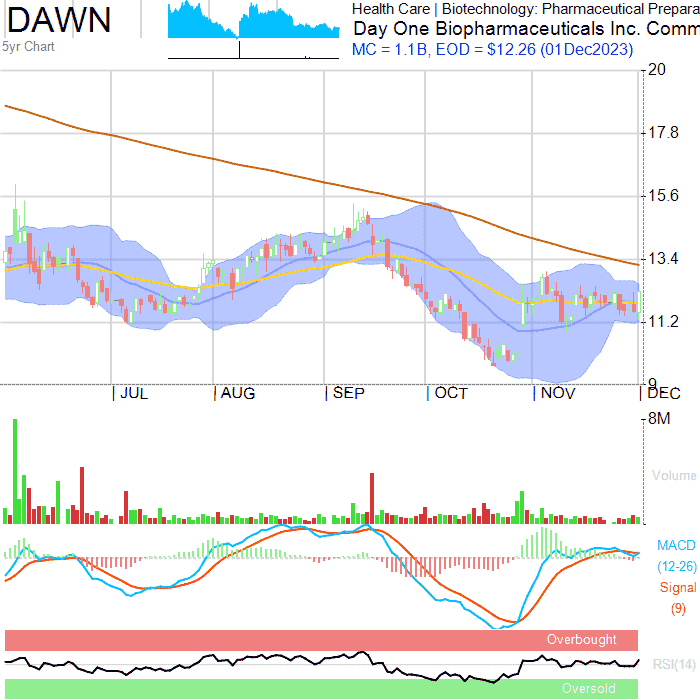 DAWN
5yr Chart
Health Care | Biotechnology: Pharmaceutical Prepara
Day One Biopharmaceuticals Inc. Comm
MC = 1.1B, EOD = $12.26 (01Dec2023)
20
17.8
15.6
13.4
11.2
9
| JUL | AUG | SEP | OCT | NOV | DEC
8M
Volume
MACD
(12-26)
Signal
(9)
Overbought
RSI(14)
Oversold